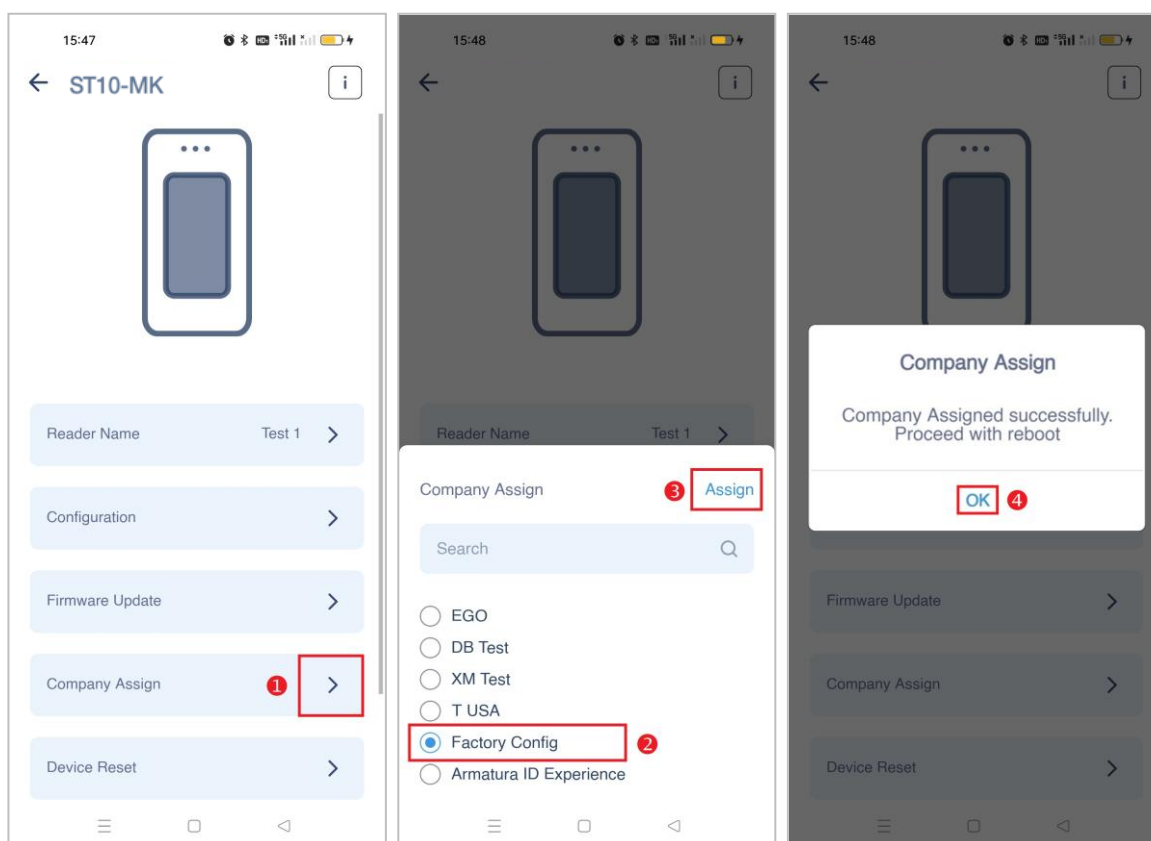 15:47
ST10-MK
i
Reader Name Test 1
Configuration
Firmware Update
Company Assign 1
Device Reset
15:48
i
Reader Name Test 1
Company Assign 3 Assign
Search
EGO
DB Test
XM Test
T USA
Factory Config 2
Armatura ID Experience
15:48
i
Company Assign
Company Assigned successfully.
Proceed with reboot
OK 4
Firmware Update
Company Assign
Device Reset